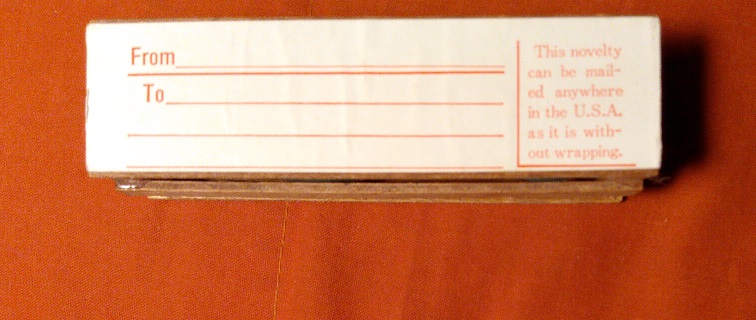 From
To
This novelty
can be mail-
ed anywhere
in the U.S.A.
as it is with-
out wrapping.